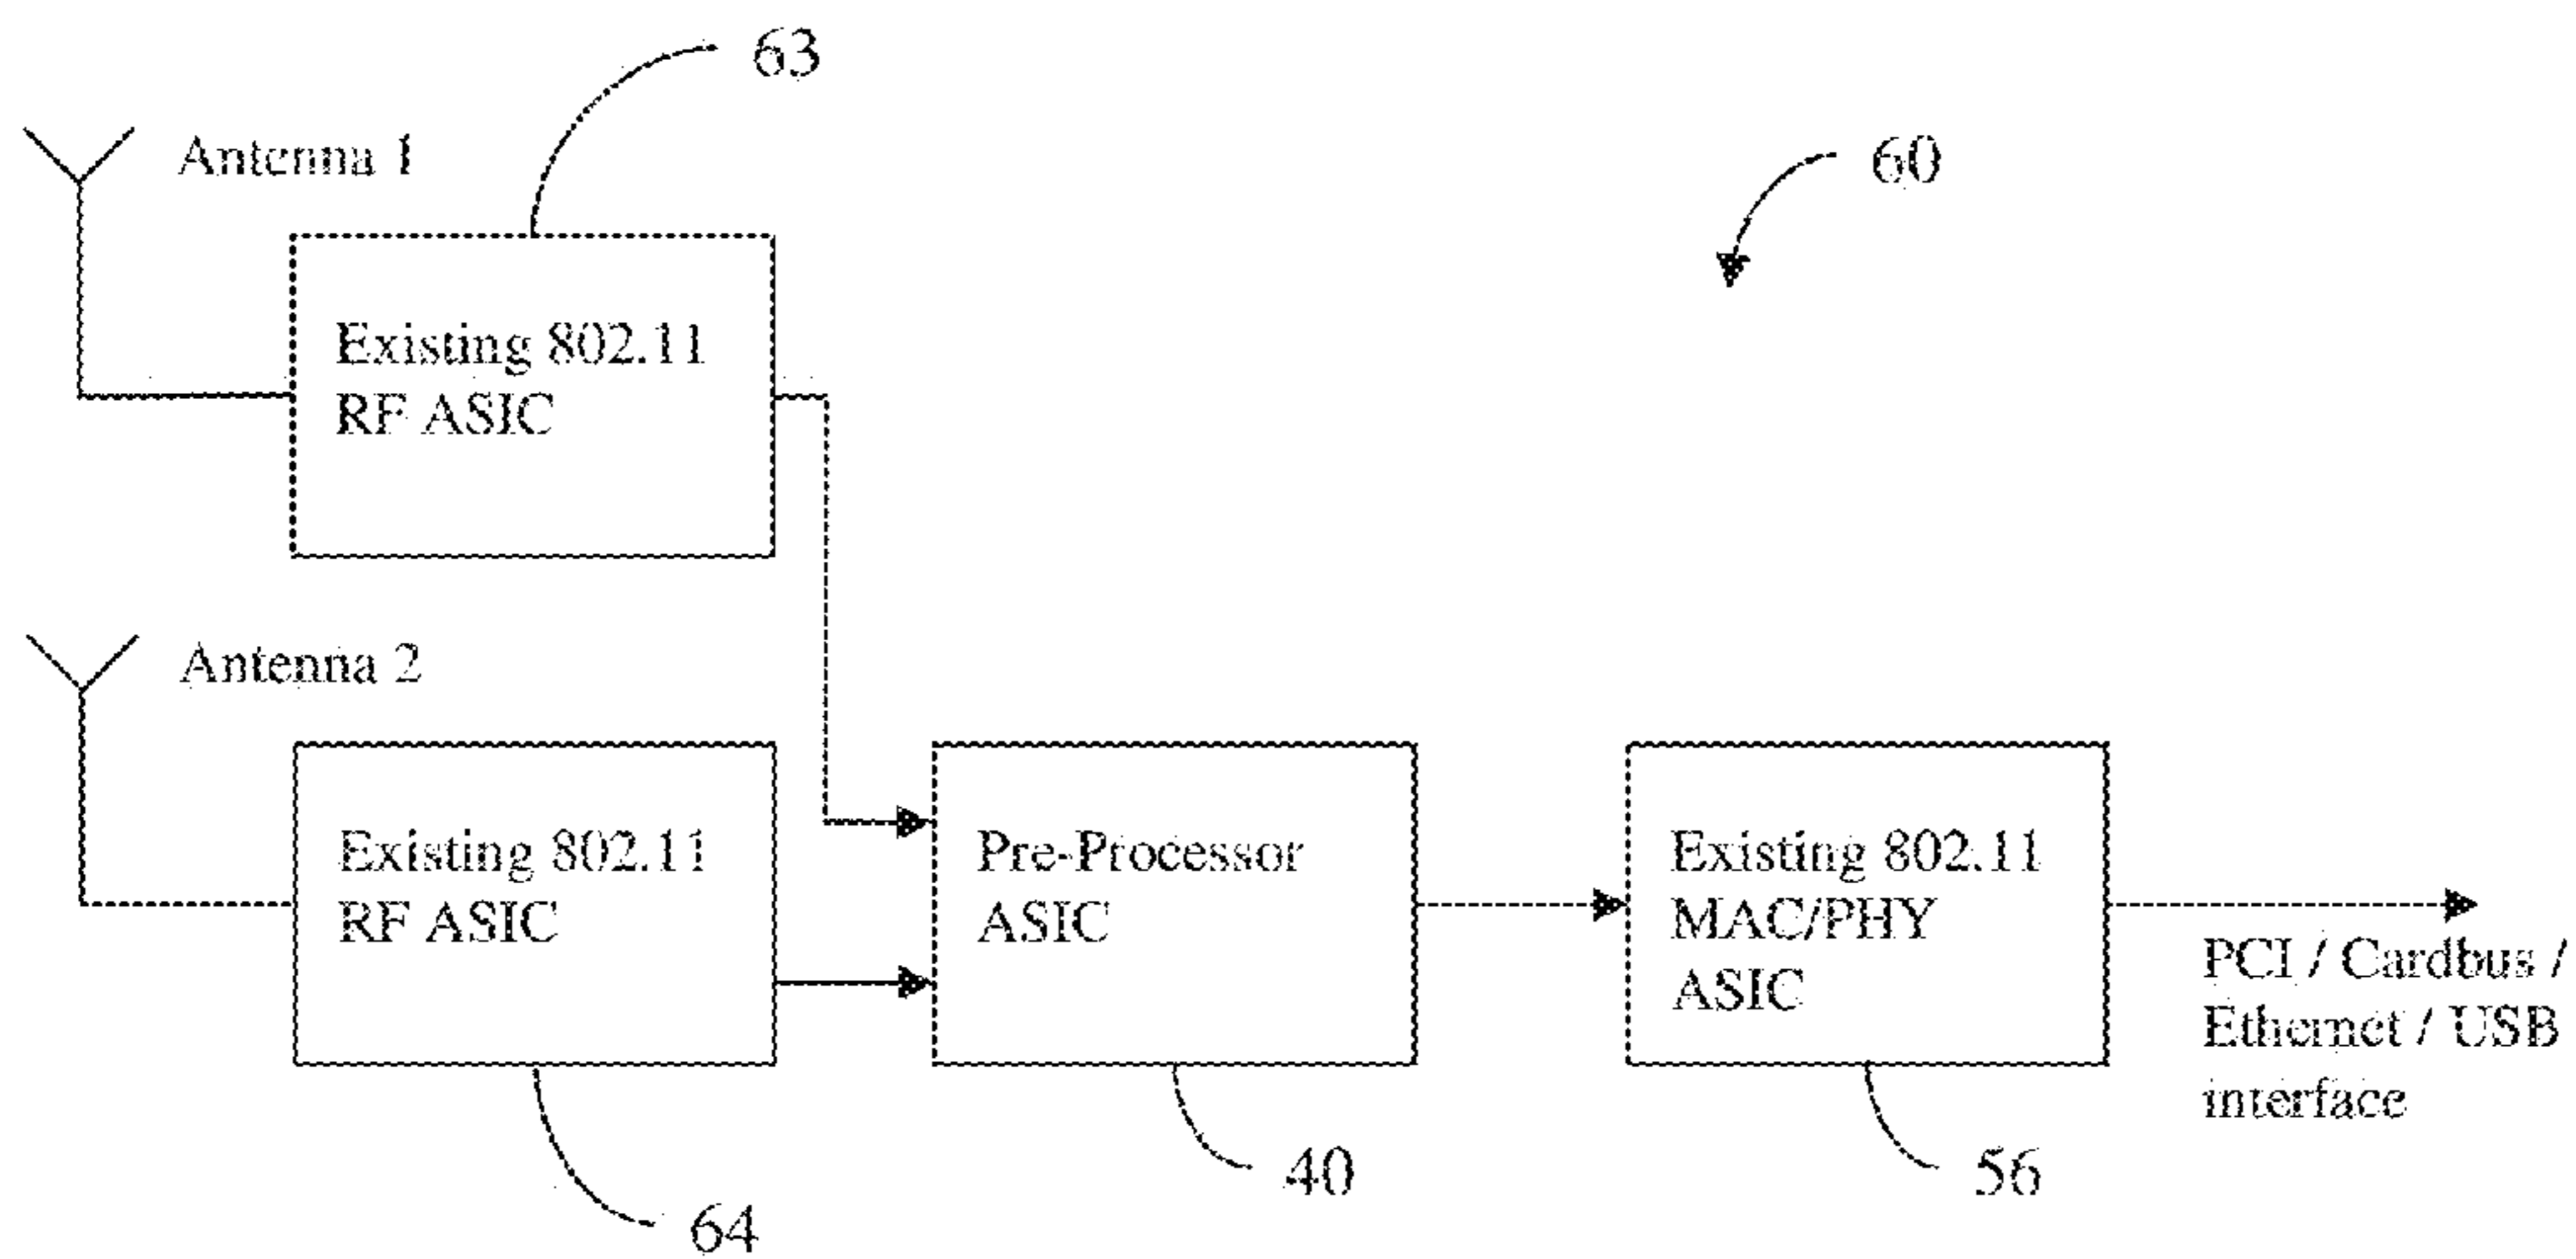 63
Antenna 1
60
Existing 802.11
RF ASIC
Antenna 2
Existing 802.11
RF ASIC
Pre-Processor
ASIC
Existing 802.11
MAC/PHY
ASIC
PCI / Cardbus /
Ethernet / USB
interface
64
40
56